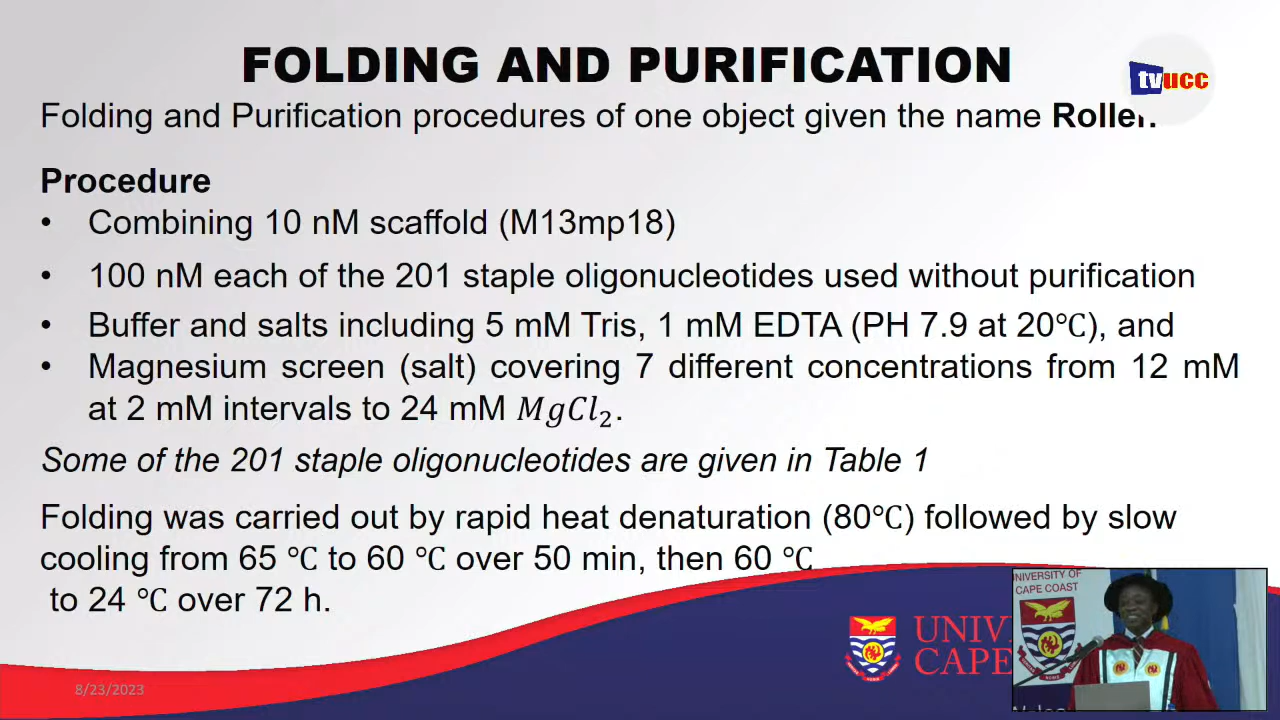 FOLDING AND PURIFICATION
tvucc
Folding and Purification procedures of one object given the name Roller.
Procedure
• Combining 10 nM scaffold (M13mp18)
• 100 nM each of the 201 staple oligonucleotides used without purification
• Buffer and salts including 5 mM Tris, 1 mM EDTA (PH 7.9 at 20℃), and
• Magnesium screen (salt) covering 7 different concentrations from 12 mM
at 2 mM intervals to 24 mM MgCl₂.
Some of the 201 staple oligonucleotides are given in Table 1
Folding was carried out by rapid heat denaturation (80℃) followed by slow
cooling from 65 ℃ to 60 ℃ over 50 min, then 60 ℃
to 24 ℃ over 72 h.
UNIVERSITY OF
CAPE COAST
UNIV
CAPE
8/23/2023